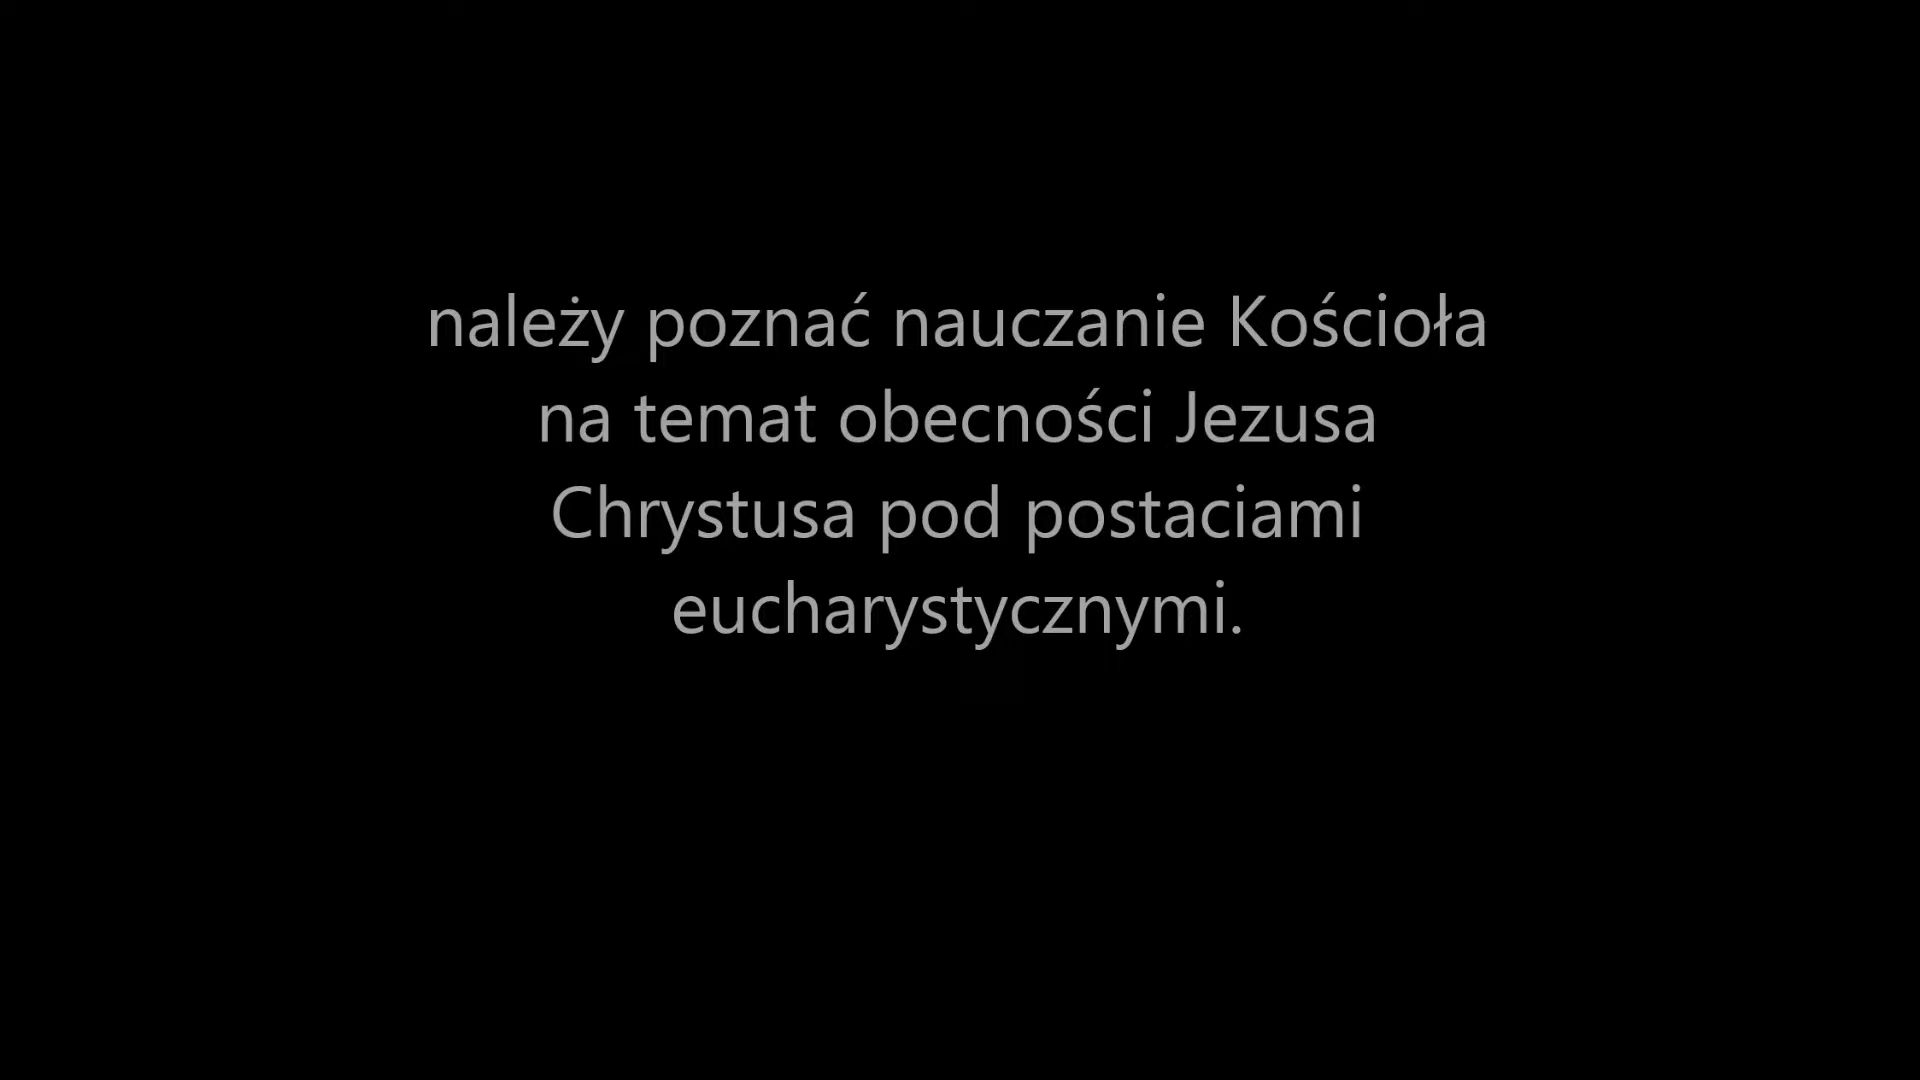 należy poznać nauczanie Kościoła
na temat obecności Jezusa
Chrystusa pod postaciami
eucharystycznymi.